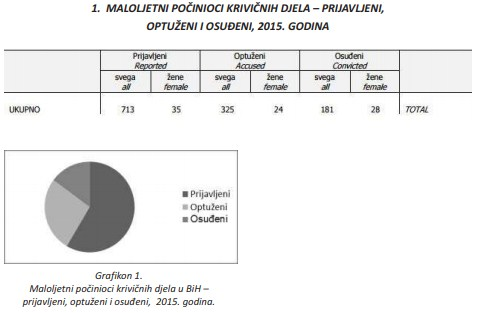 1. MALOLJETNI POČINIOCI KRIVIČNIH DJELA – PRIJAVLJENI,
OPTUŽENI I OSUĐENI, 2015. GODINA
Prijavljeni Optuženi Osuđeni
Reported Accused Convicted
svega žene svega žene svega žene
all female all female all female
UKUPNO 713 35 325 24 181 28 TOTAL
Prijavljeni
Optuženi
Osuđeni
Grafikon 1.
Maloljetni počinioci krivičnih djela u BiH –
prijavljeni, optuženi i osuđeni, 2015. godina.